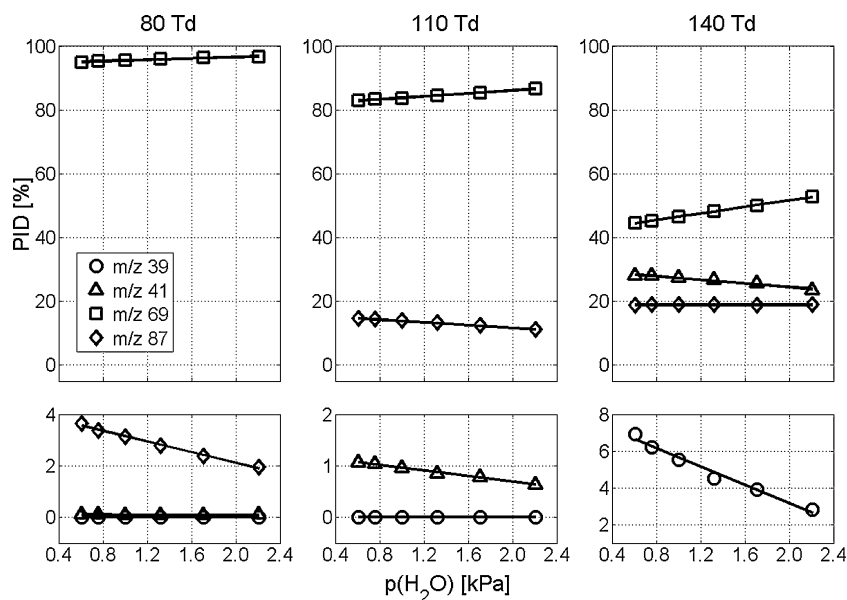 80 Td 110 Td 140 Td
100 100 100
80 80 80
60 60 60
PID [%]
40 40 40
m/z 39
m/z 41
20 m/z 69 20 20
m/z 87
0 0 0
4 2 8
6
2 1
4
0 0 2
0.4 0.8 1.2 1.6 2.0 2.4 0.4 0.8 1.2 1.6 2.0 2.4 0.4 0.8 1.2 1.6 2.0 2.4
p(H₂O) [kPa]